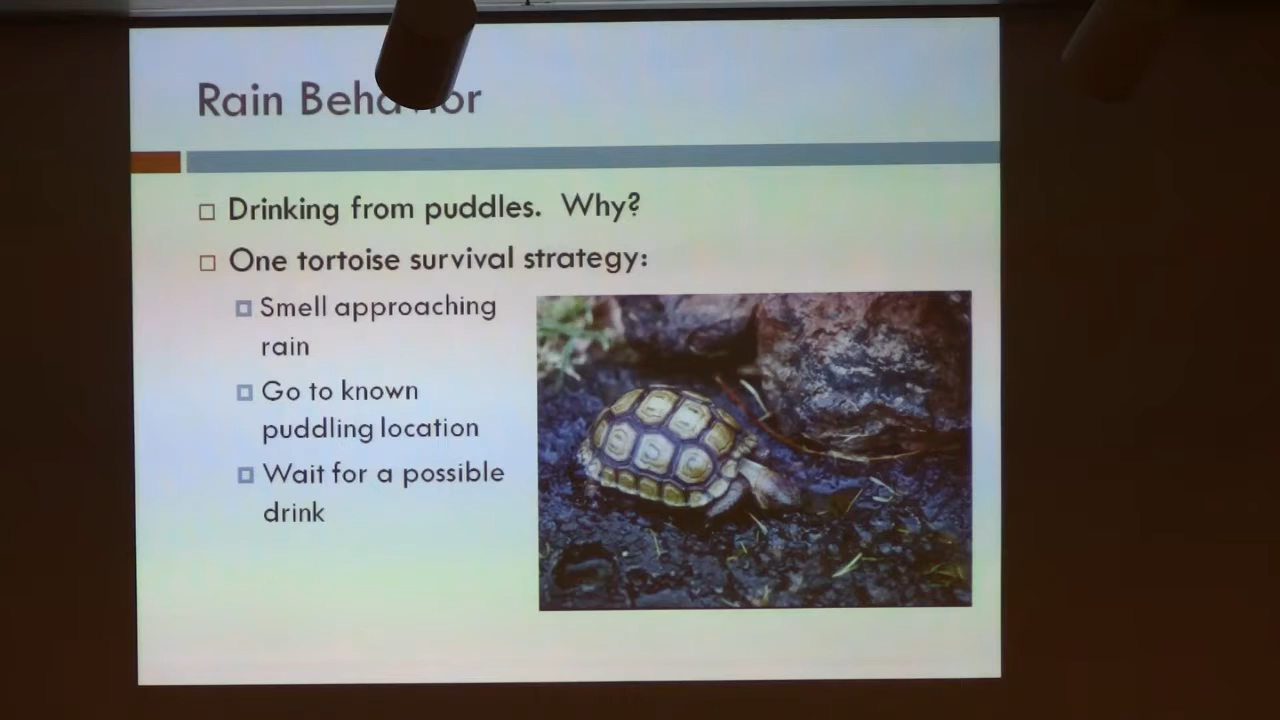 Rain Behavior
Drinking from puddles.  Why?
One tortoise survival strategy:
Smell approaching
rain
Go to known
puddling location
Wait for a possible
drink